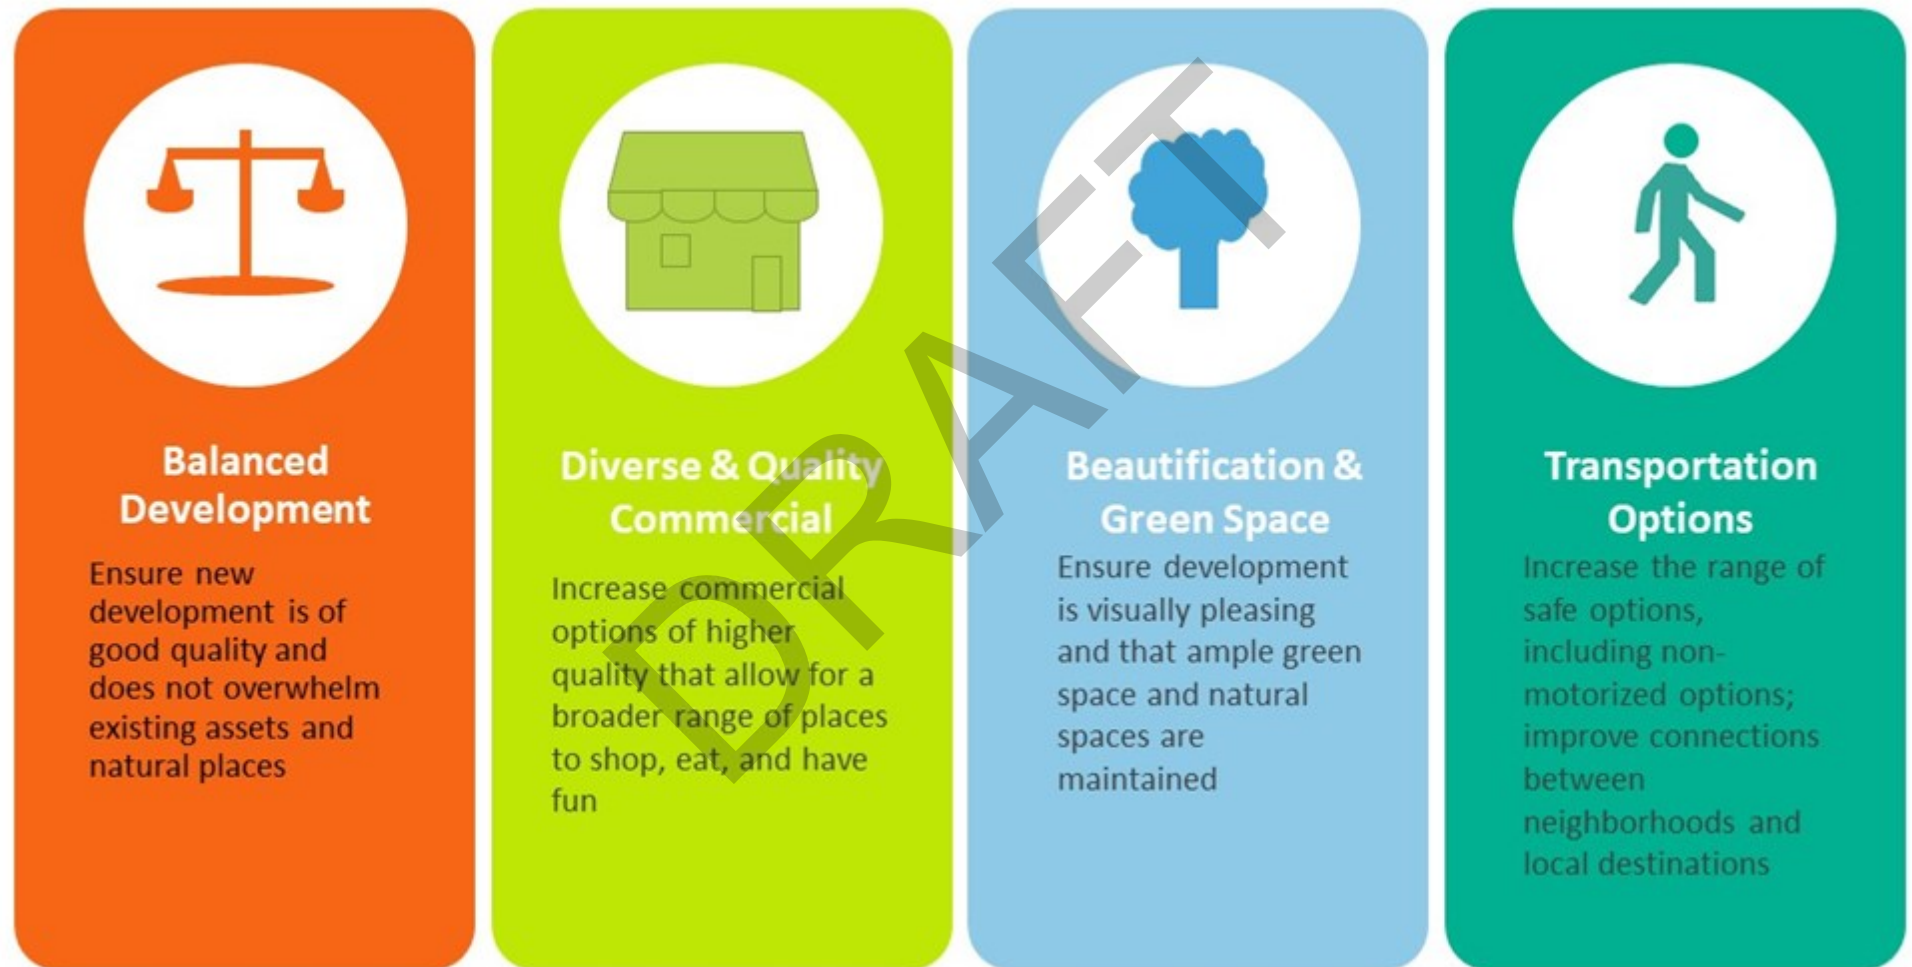 Balanced
Development
Ensure new
development is of
good quality and
does not overwhelm
existing assets and
natural places
Diverse & Quality
Commercial
Increase commercial
options of higher
quality that allow for a
broader range of places
to shop, eat, and have
fun
Beautification &
Green Space
Ensure development
is visually pleasing
and that ample green
space and natural
spaces are
maintained
Transportation
Options
Increase the range of
safe options,
including non-
motorized options;
improve connections
between
neighborhoods and
local destinations
DRAFT